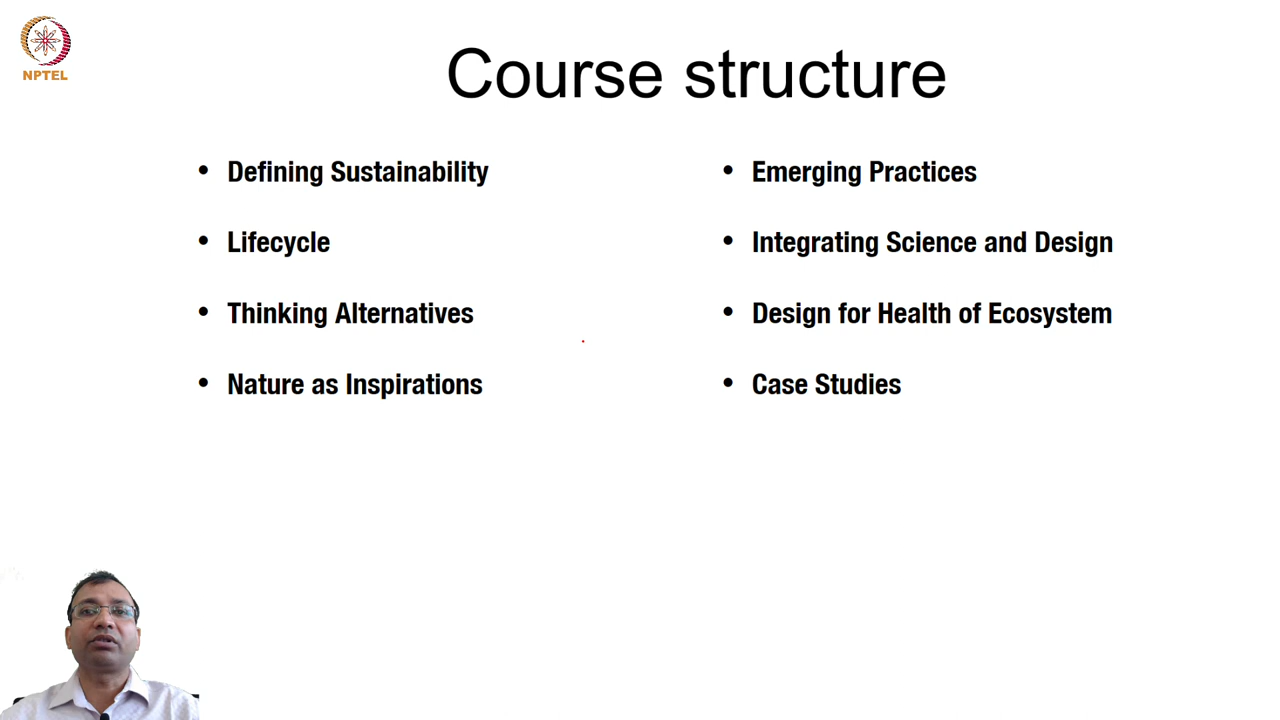 NPTEL
Course structure
• Defining Sustainability
• Lifecycle
• Thinking Alternatives
• Nature as Inspirations
• Emerging Practices
• Integrating Science and Design
• Design for Health of Ecosystem
• Case Studies